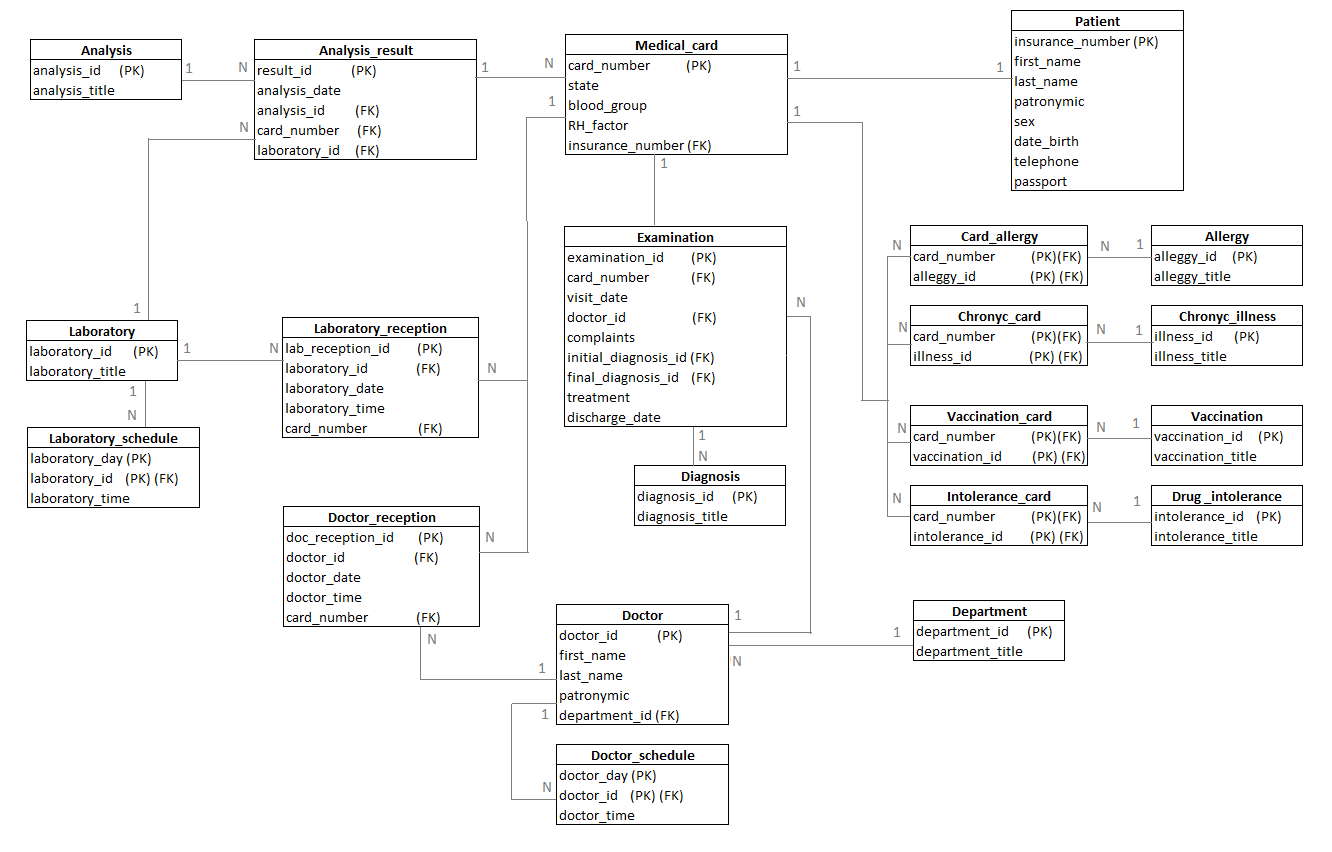 Analysis
analysis_id (PK)
analysis_title
1
N
Analysis_result
result_id (PK)
analysis_date
analysis_id (FK)
card_number (FK)
laboratory_id (FK)
N
1
N
Medical_card
card_number (PK)
state
blood_group
RH_factor
insurance_number (FK)
1
1
1
1
1
Patient
insurance_number (PK)
first_name
last_name
patronymic
sex
date_birth
telephone
passport
Examination
examination_id (PK)
card_number (FK)
visit_date
doctor_id (FK)
complaints
initial_diagnosis_id (FK)
final_diagnosis_id (FK)
treatment
discharge_date
N
1
N
Diagnosis
diagnosis_id (PK)
diagnosis_title
N
Card_allergy
card_number (PK)(FK)
alleggy_id (PK) (FK)
N
1
Allergy
alleggy_id (PK)
alleggy_title
N
Chronyc_card
card_number (PK)(FK)
illness_id (PK) (FK)
N
1
Chronyc_illness
illness_id (PK)
illness_title
N
Vaccination_card
card_number (PK)(FK)
vaccination_id (PK) (FK)
N
1
Vaccination
vaccination_id (PK)
vaccination_title
N
Intolerance_card
card_number (PK)(FK)
intolerance_id (PK) (FK)
N
1
Drug _intolerance
intolerance_id (PK)
intolerance_title
1
Laboratory
laboratory_id (PK)
laboratory_title
1
N
1
N
Laboratory_schedule
laboratory_day (PK)
laboratory_id (PK) (FK)
laboratory_time
Laboratory_reception
lab_reception_id (PK)
laboratory_id (FK)
laboratory_date
laboratory_time
card_number (FK)
N
Doctor_reception
doc_reception_id (PK)
doctor_id (FK)
doctor_date
doctor_time
card_number (FK)
N
N
1
Doctor
doctor_id (PK)
first_name
last_name
patronymic
department_id (FK)
1
N
1
Department
department_id (PK)
department_title
1
N
Doctor_schedule
doctor_day (PK)
doctor_id (PK) (FK)
doctor_time